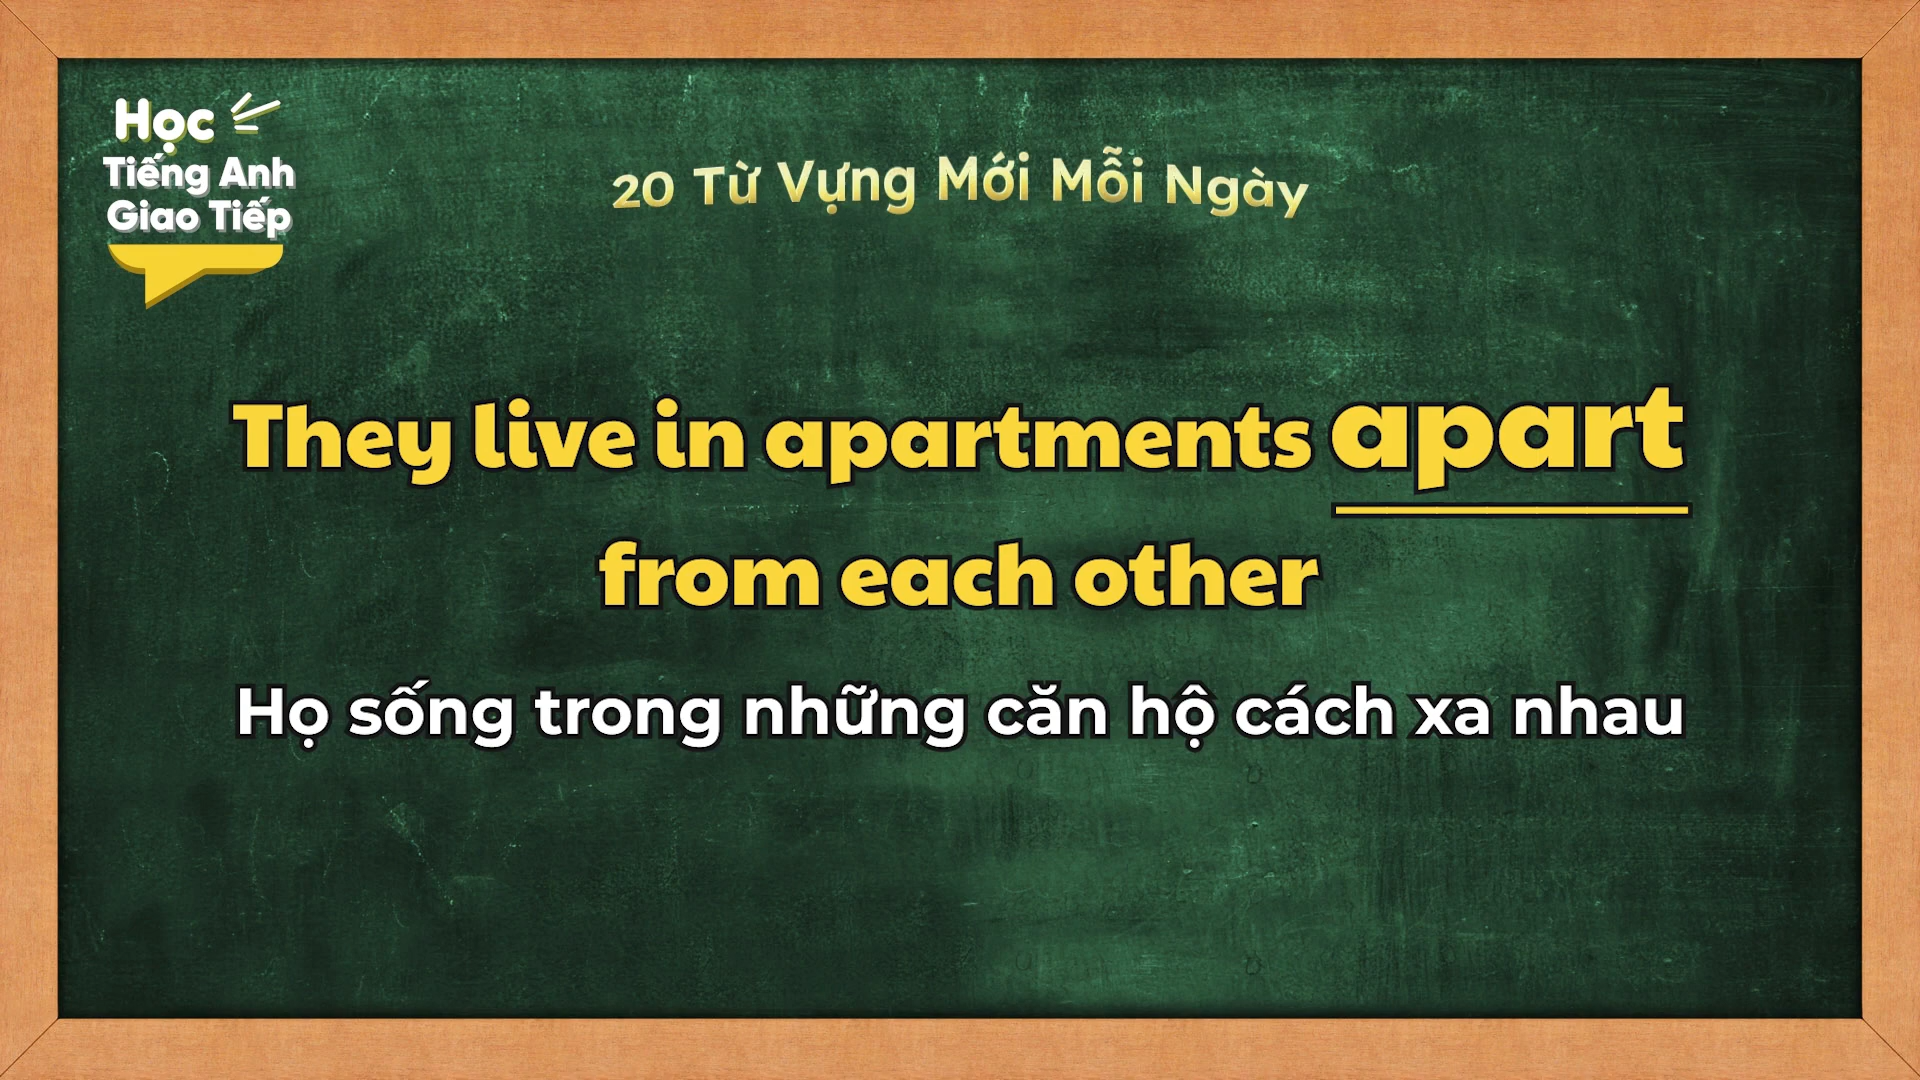 Học
Tiếng Anh
Giao Tiếp
20 Từ Vựng Mới Mỗi Ngày
They live in apartments apart
from each other
Họ sống trong những căn hộ cách xa nhau